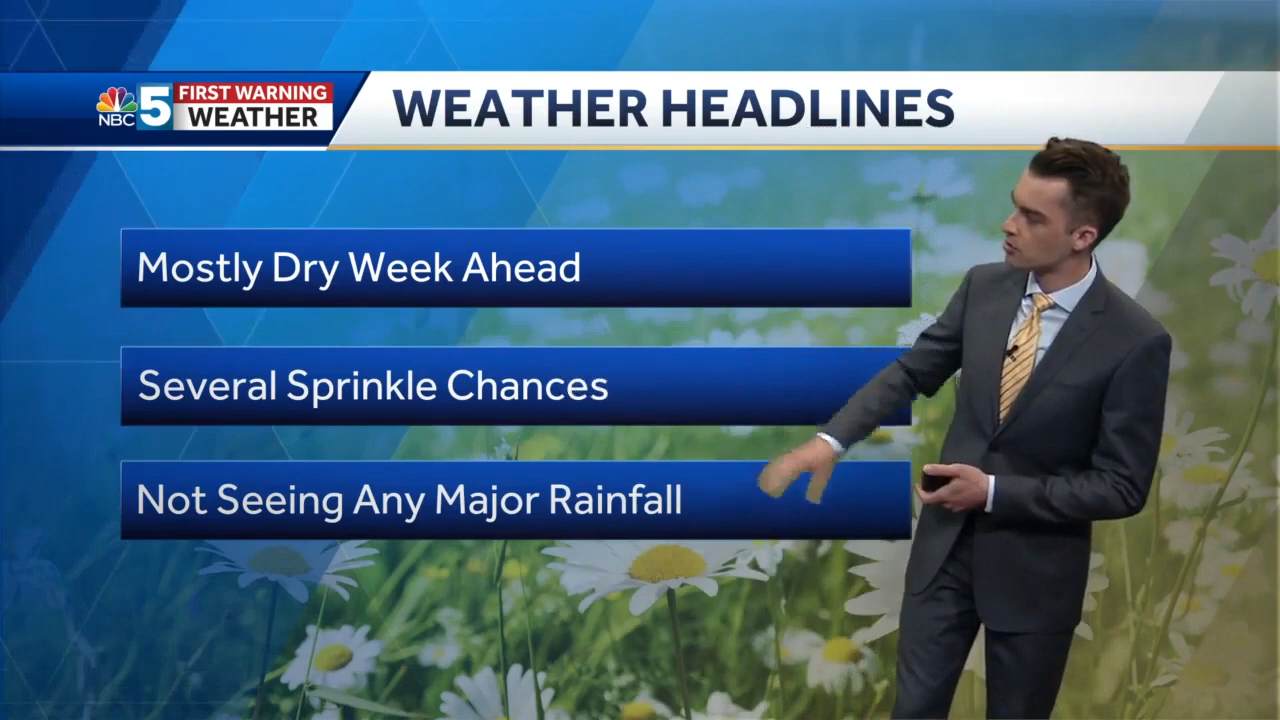 NBC 5 FIRST WARNING
WEATHER
WEATHER HEADLINES
Mostly Dry Week Ahead
Several Sprinkle Chances
Not Seeing Any Major Rainfall